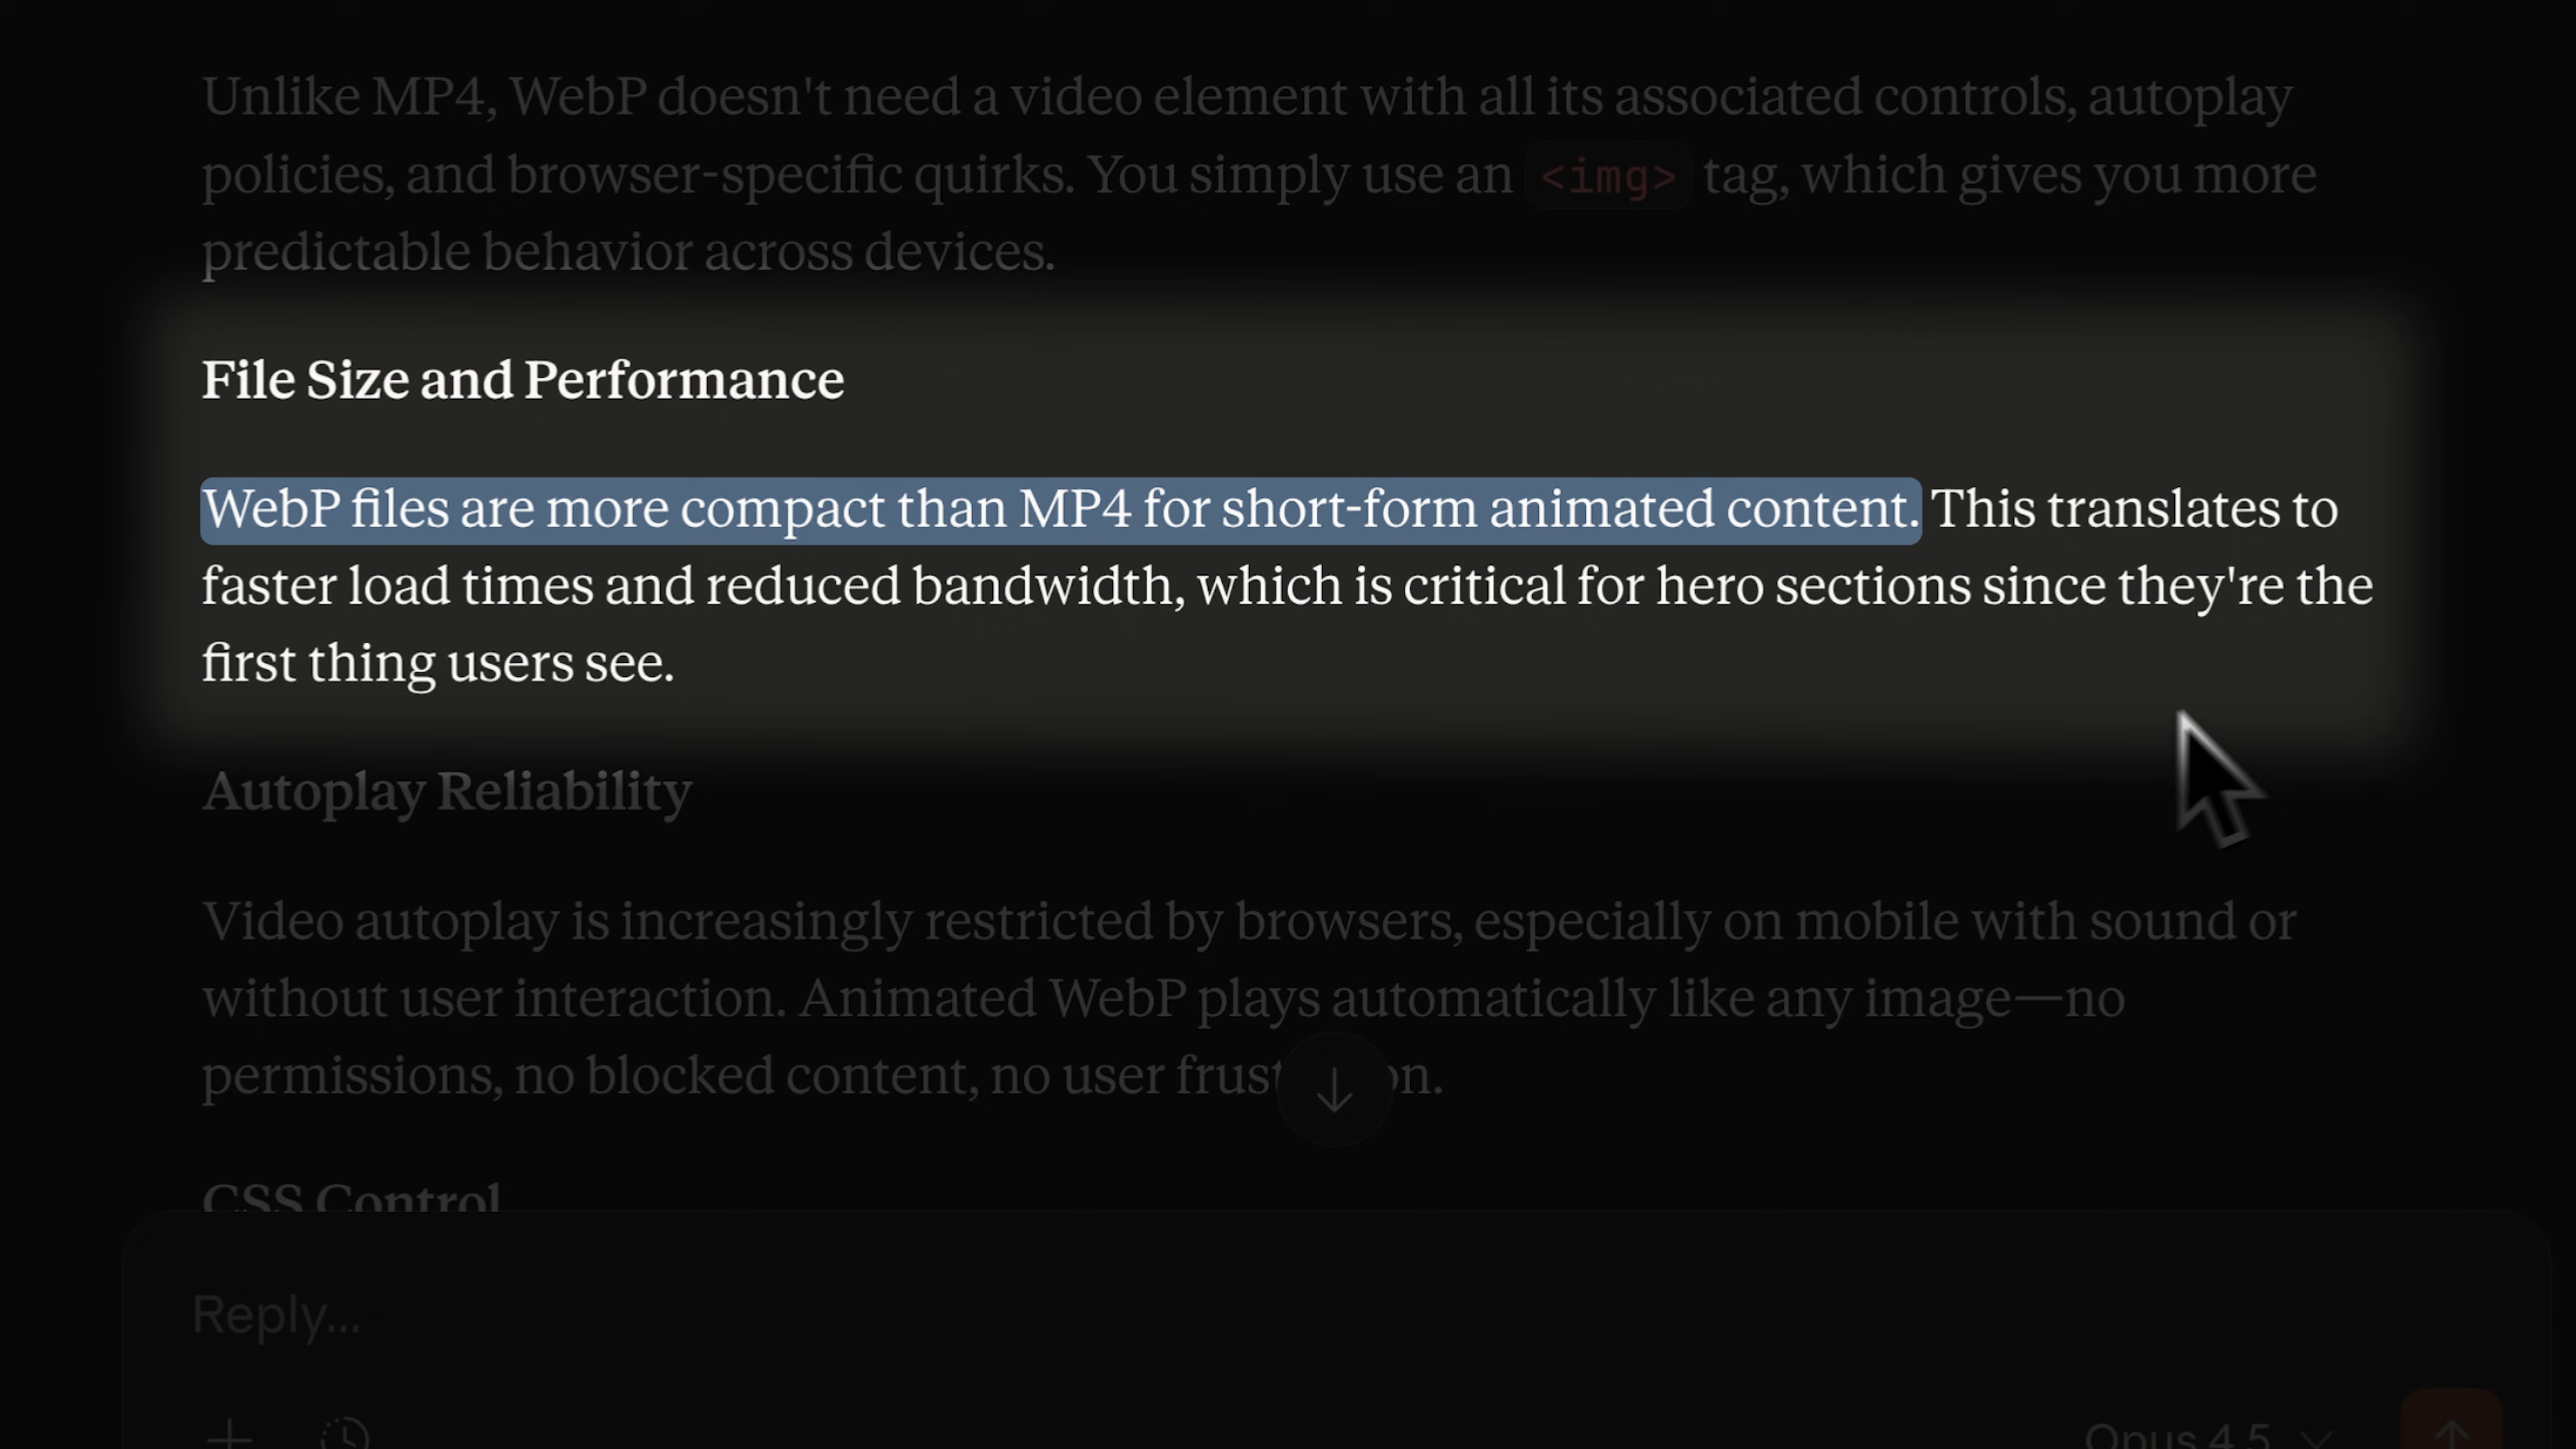 Unlike MP4, WebP doesn't need a video element with all its associated controls, autoplay
policies, and browser-specific quirks. You simply use an <img> tag, which gives you more
predictable behavior across devices.
File Size and Performance
WebP files are more compact than MP4 for short-form animated content. This translates to
faster load times and reduced bandwidth, which is critical for hero sections since they're the
first thing users see.
Autoplay Reliability
Video autoplay is increasingly restricted by browsers, especially on mobile with sound or
without user interaction. Animated WebP plays automatically like any image—no
permissions, no blocked content, no user frust on.
CSS Control
Reply...
Opus 4.5